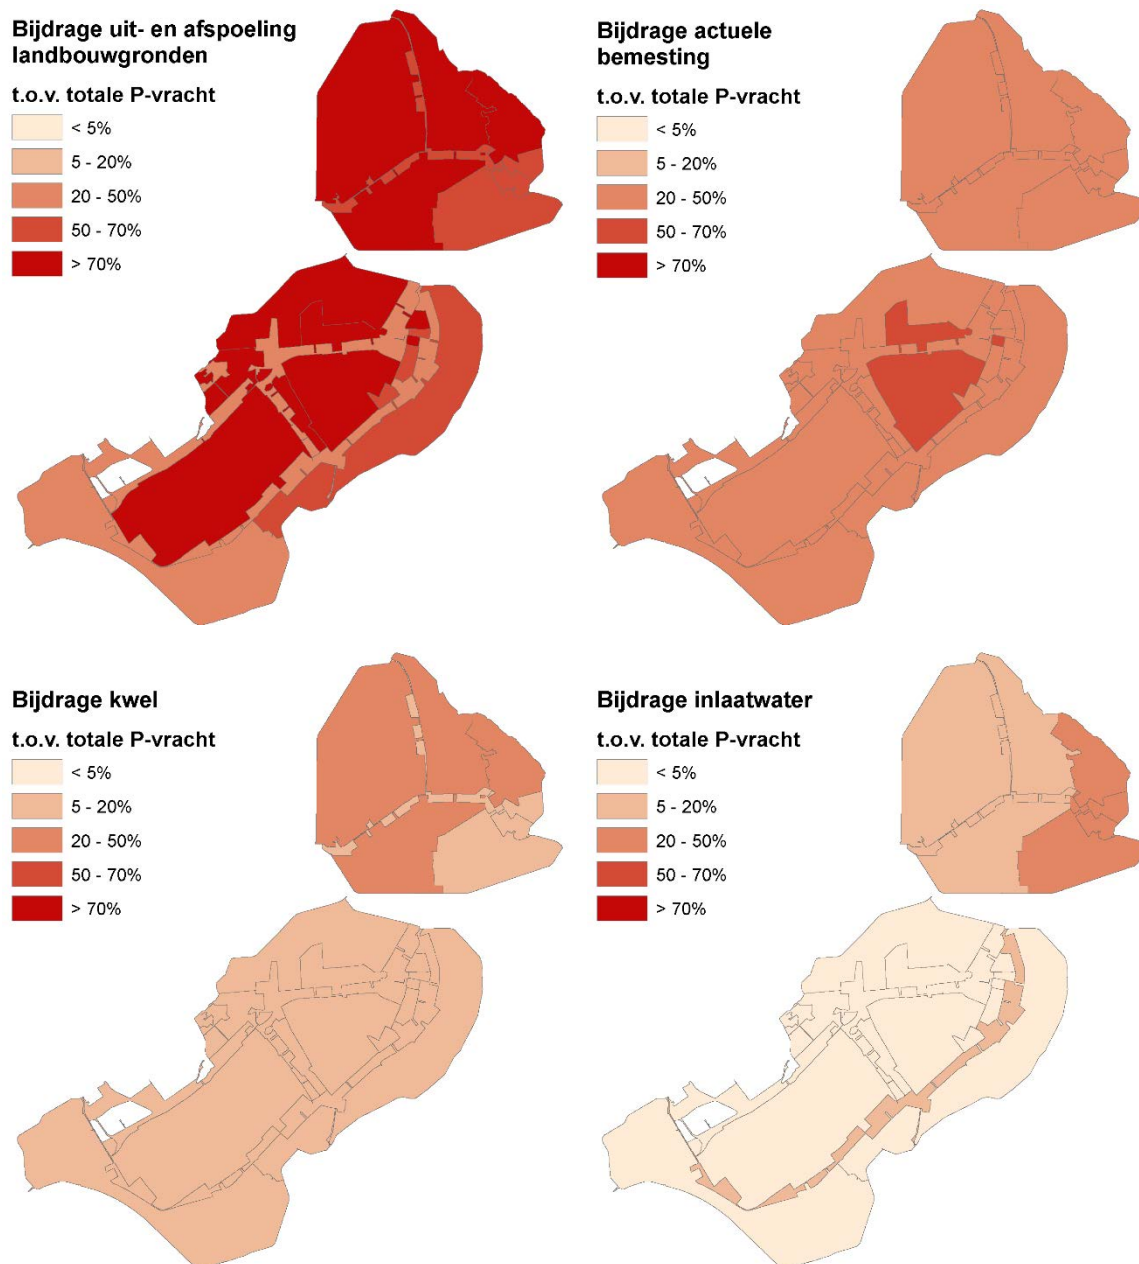 Bijdrage uit- en afspoeling
landbouwgronden
t.o.v. totale P-vracht
< 5%
5 - 20%
20 - 50%
50 - 70%
> 70%
Bijdrage actuele
bemesting
t.o.v. totale P-vracht
< 5%
5 - 20%
20 - 50%
50 - 70%
> 70%
Bijdrage kwel
t.o.v. totale P-vracht
< 5%
5 - 20%
20 - 50%
50 - 70%
> 70%
Bijdrage inlaatwater
t.o.v. totale P-vracht
< 5%
5 - 20%
20 - 50%
50 - 70%
> 70%